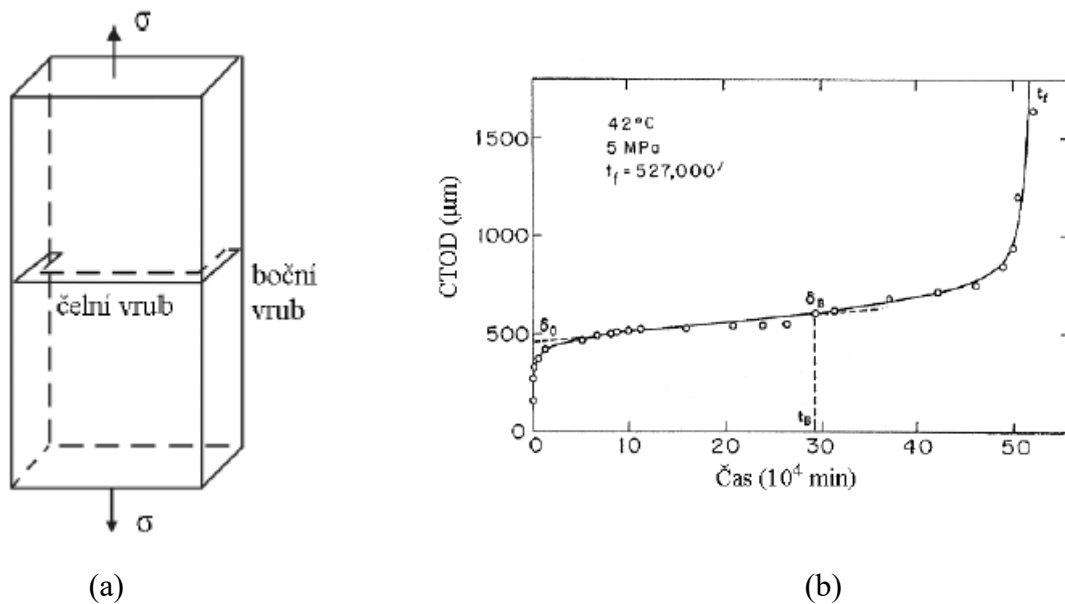 σ
čelní vrub
boční
vrub
σ
(a)
CTOD (µm)
1500
1000
500
0
42°C
5 MPa
t_f = 527,000′
t_f
δ_0
δ_B
t_B
0
10
20
30
40
50
Čas (10⁴ min)
(b)